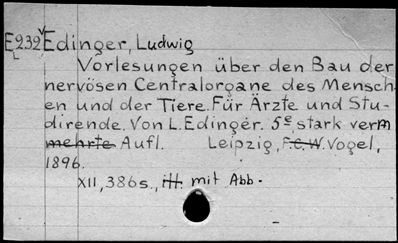 E232 Edinger, Ludwig
Vorlesungen über den Bau der
nervösen Centralorgane des Mensch-
en und der Tiere. Für Ärzte und Stu-
dirende. Von L. Edinger. 5e stark verm
mehrte Aufl. Leipzig, F.C.W. Vogel,
1896.
XII, 386 s., ill. mit Abb.